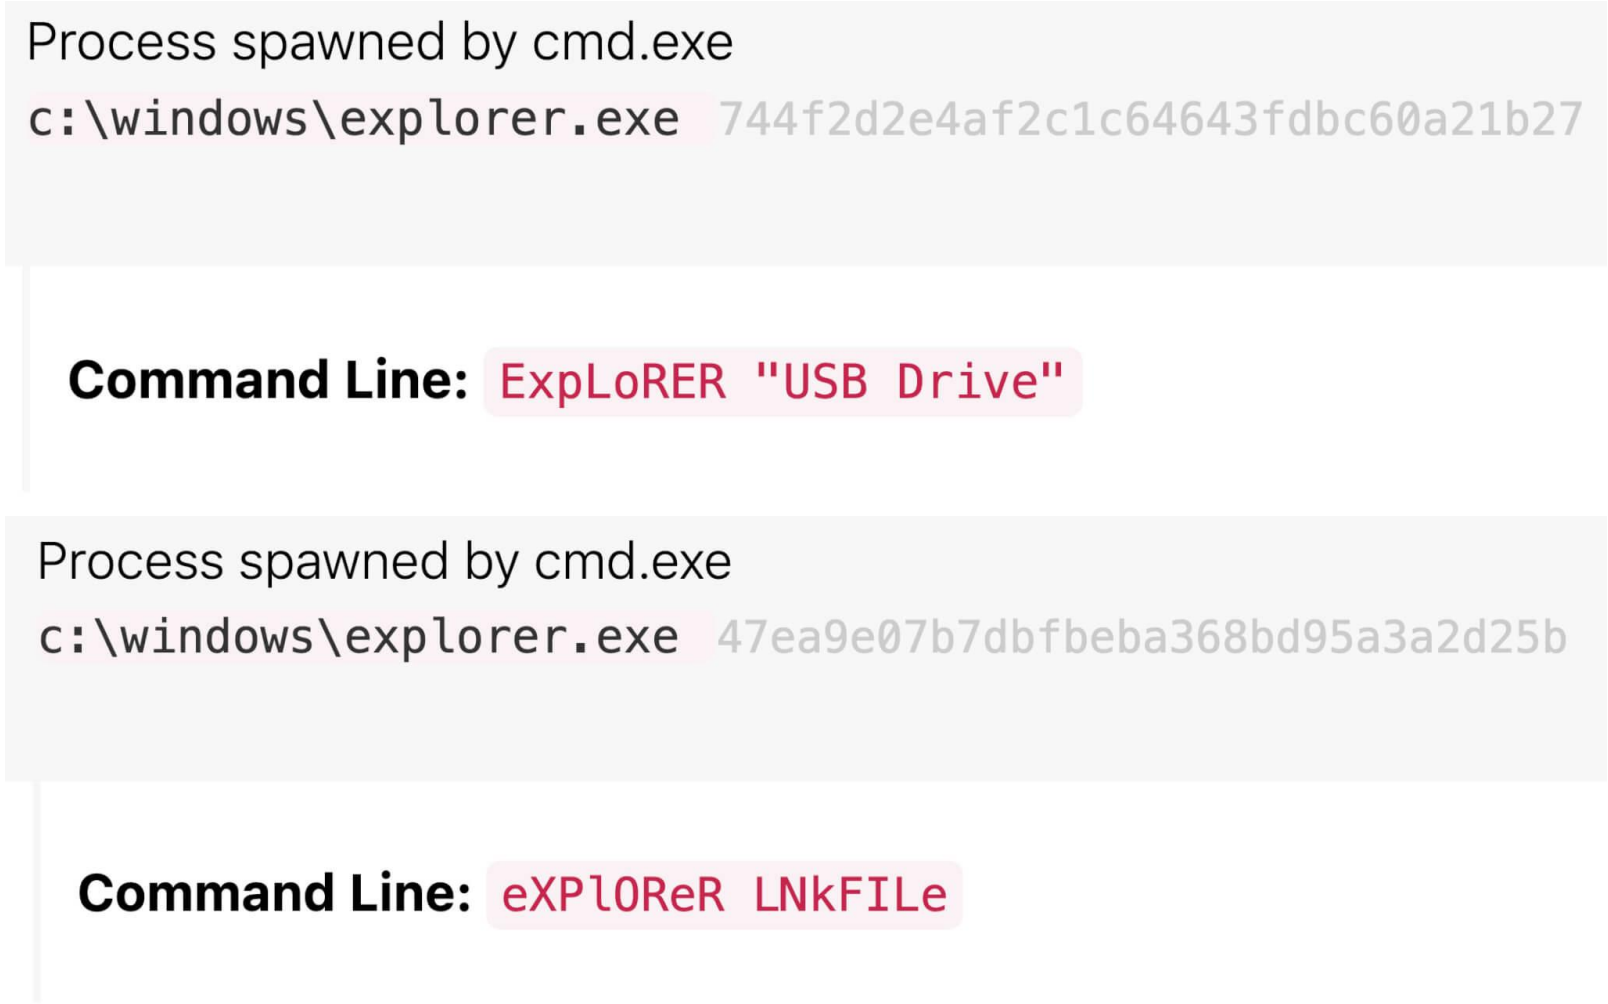 Process spawned by cmd.exe
c:\windows\explorer.exe 744f2d2e4af2c1c64643fdbc60a21b27
Command Line: ExpLoRER "USB Drive"
Process spawned by cmd.exe
c:\windows\explorer.exe 47ea9e07b7dbfbeba368bd95a3a2d25b
Command Line: eXPlOReR LNkFILe